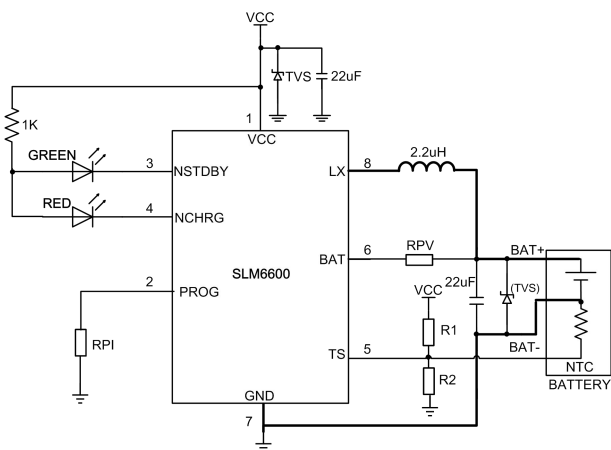 VCC
TVS
22uF
1K
1
VCC
GREEN
3
NSTDBY
LX
8
2.2uH
RED
4
NCHRG
6
BAT
RPV
BAT+
SLM6600
2
PROG
VCC
22uF
(TVS)
RPI
R1
BAT-
TS
5
R2
NTC
BATTERY
GND
7